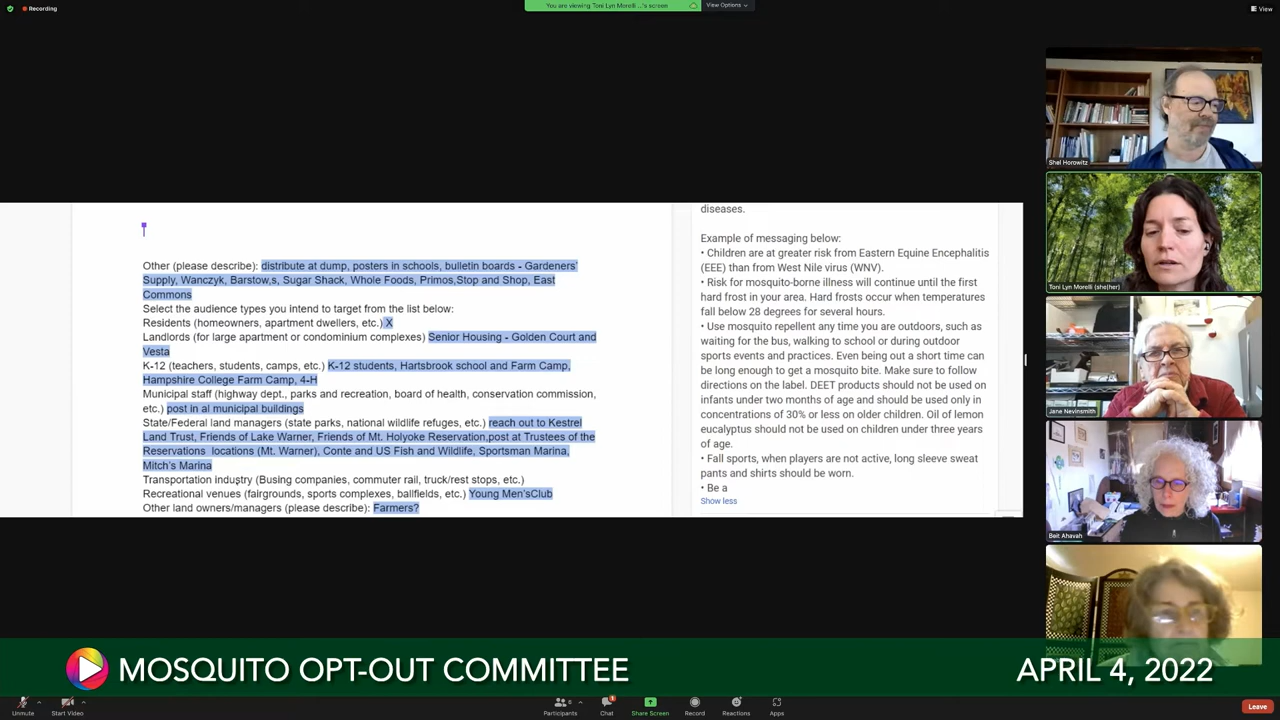 Recording
You are viewing Toni Lyn Morelli ...'s screen
View Options
View
Other (please describe): distribute at dump, posters in schools, bulletin boards - Gardeners'
Supply, Wanczyk, Barstow,s, Sugar Shack, Whole Foods, Primos,Stop and Shop, East
Commons
Select the audience types you intend to target from the list below:
Residents (homeowners, apartment dwellers, etc.) X
Landlords (for large apartment or condominium complexes) Senior Housing - Golden Court and
Vesta
K-12 (teachers, students, camps, etc.) K-12 students, Hartsbrook school and Farm Camp,
Hampshire College Farm Camp, 4-H
Municipal staff (highway dept., parks and recreation, board of health, conservation commission,
etc.) post in al municipal buildings
State/Federal land managers (state parks, national wildlife refuges, etc.) reach out to Kestrel
Land Trust, Friends of Lake Warner, Friends of Mt. Holyoke Reservation,post at Trustees of the
Reservations locations (Mt. Warner), Conte and US Fish and Wildlife, Sportsman Marina,
Mitch's Marina
Transportation industry (Busing companies, commuter rail, truck/rest stops, etc.)
Recreational venues (fairgrounds, sports complexes, ballfields, etc.) Young Men'sClub
Other land owners/managers (please describe): Farmers?
diseases.
Example of messaging below:
• Children are at greater risk from Eastern Equine Encephalitis
(EEE) than from West Nile virus (WNV).
• Risk for mosquito-borne illness will continue until the first
hard frost in your area. Hard frosts occur when temperatures
fall below 28 degrees for several hours.
• Use mosquito repellent any time you are outdoors, such as
waiting for the bus, walking to school or during outdoor
sports events and practices. Even being out a short time can
be long enough to get a mosquito bite. Make sure to follow
directions on the label. DEET products should not be used on
infants under two months of age and should be used only in
concentrations of 30% or less on older children. Oil of lemon
eucalyptus should not be used on children under three years
of age.
• Fall sports, when players are not active, long sleeve sweat
pants and shirts should be worn.
• Be a
Show less
Shel Horowitz
Toni Lyn Morelli (she/her)
Jane Nevinsmith
Beit Ahavah
MOSQUITO OPT-OUT COMMITTEE
APRIL 4, 2022
Unmute
Start Video
Participants
Chat
Share Screen
Record
Reactions
Apps
Leave